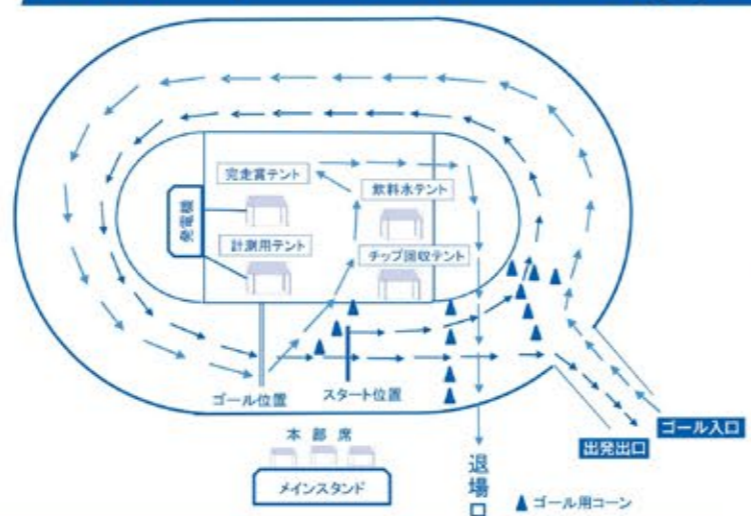 完走賞テント
飲料水テント
発電機
計測用テント
チップ回収テント
ゴール位置
スタート位置
本部席
メインスタンド
退場口
出発出口
ゴール入口
ゴール用コーン